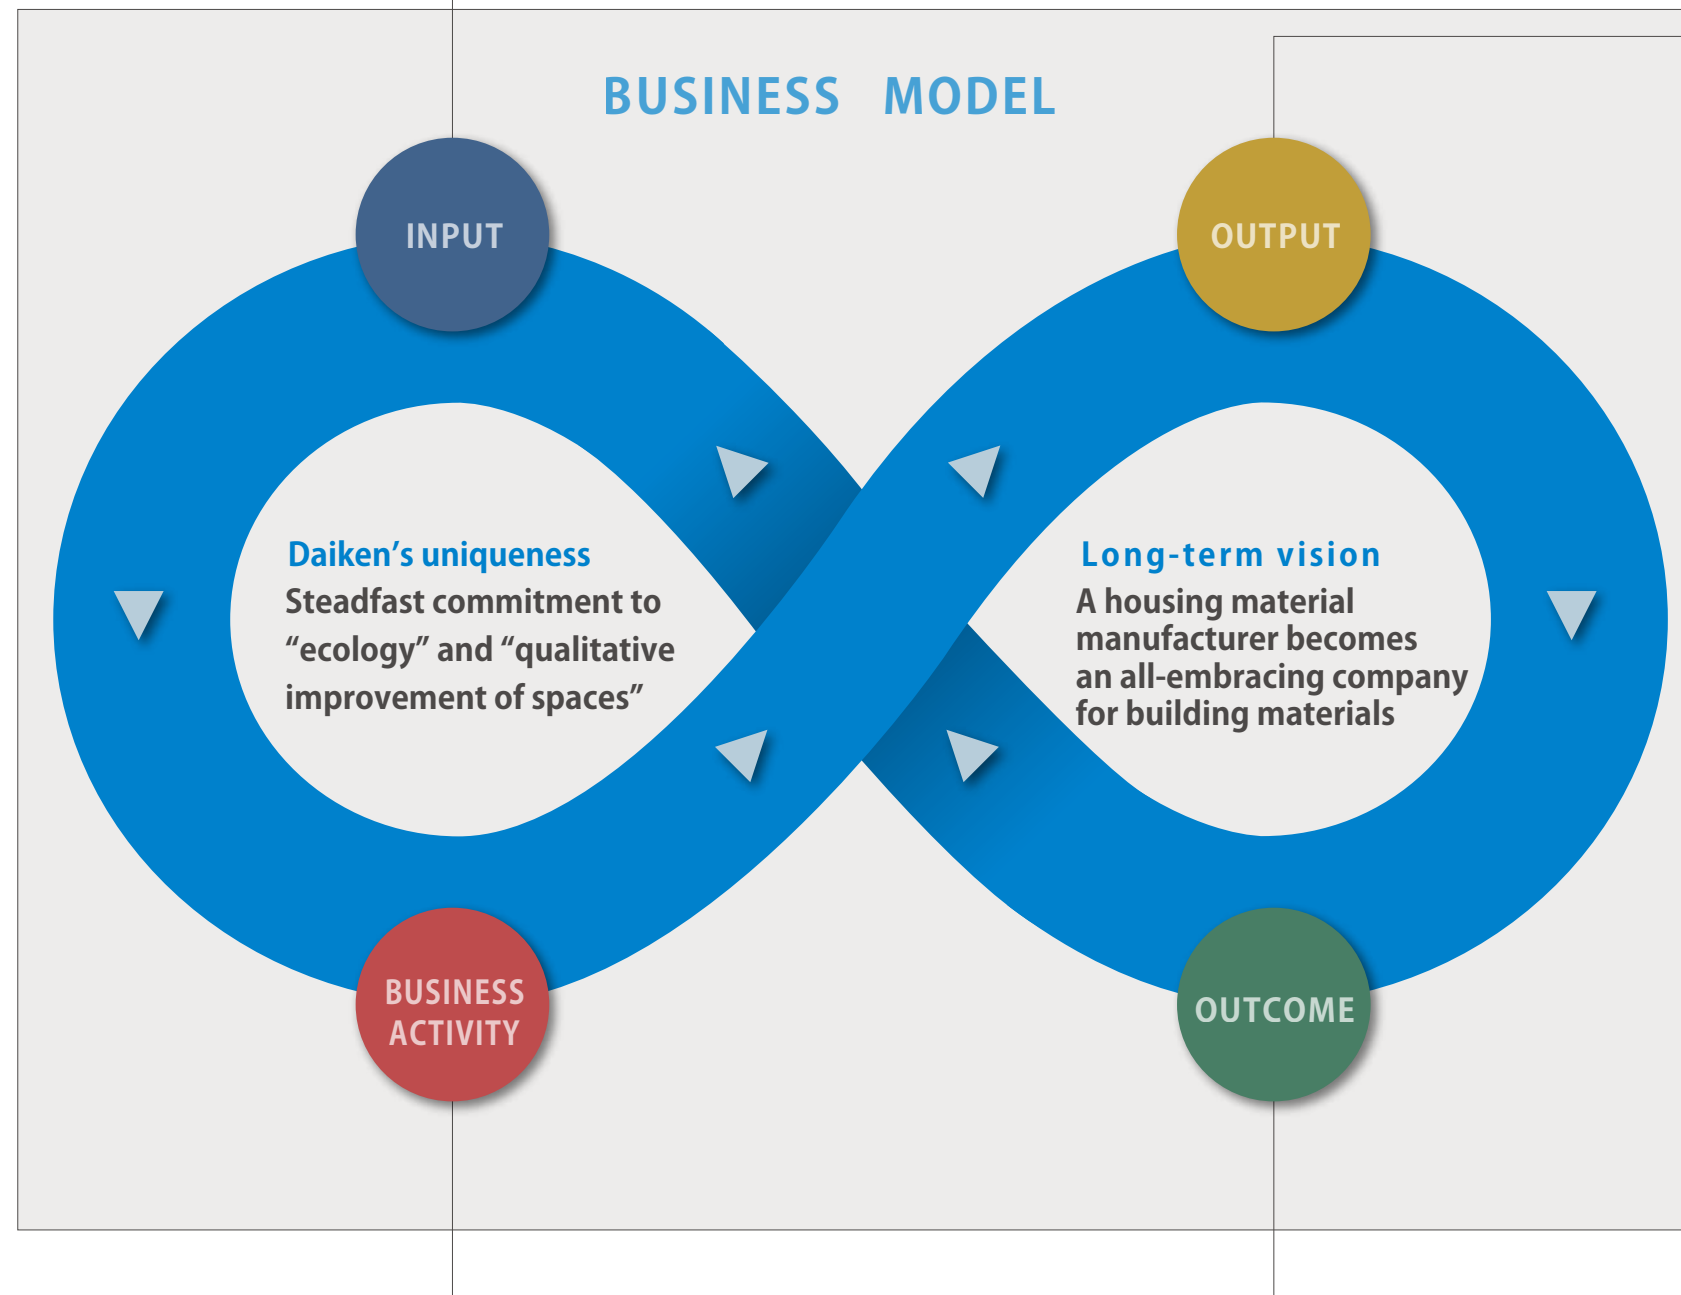 BUSINESS MODEL
INPUT
OUTPUT
Daiken’s uniqueness
Steadfast commitment to
“ecology” and “qualitative
improvement of spaces”
Long-term vision
A housing material
manufacturer becomes
an all-embracing company
for building materials
BUSINESS
ACTIVITY
OUTCOME